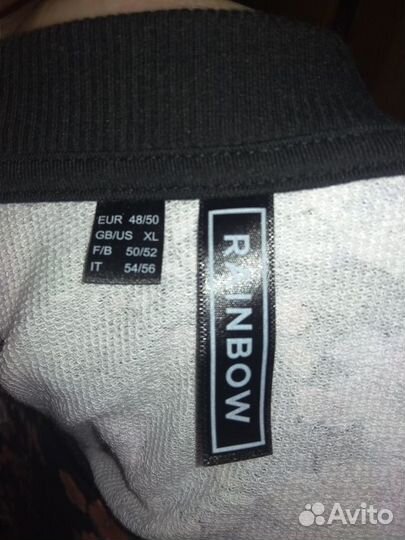 EUR 48/50
GB/US XL
F/B 50/52
IT 54/56
RAINBOW
Avito